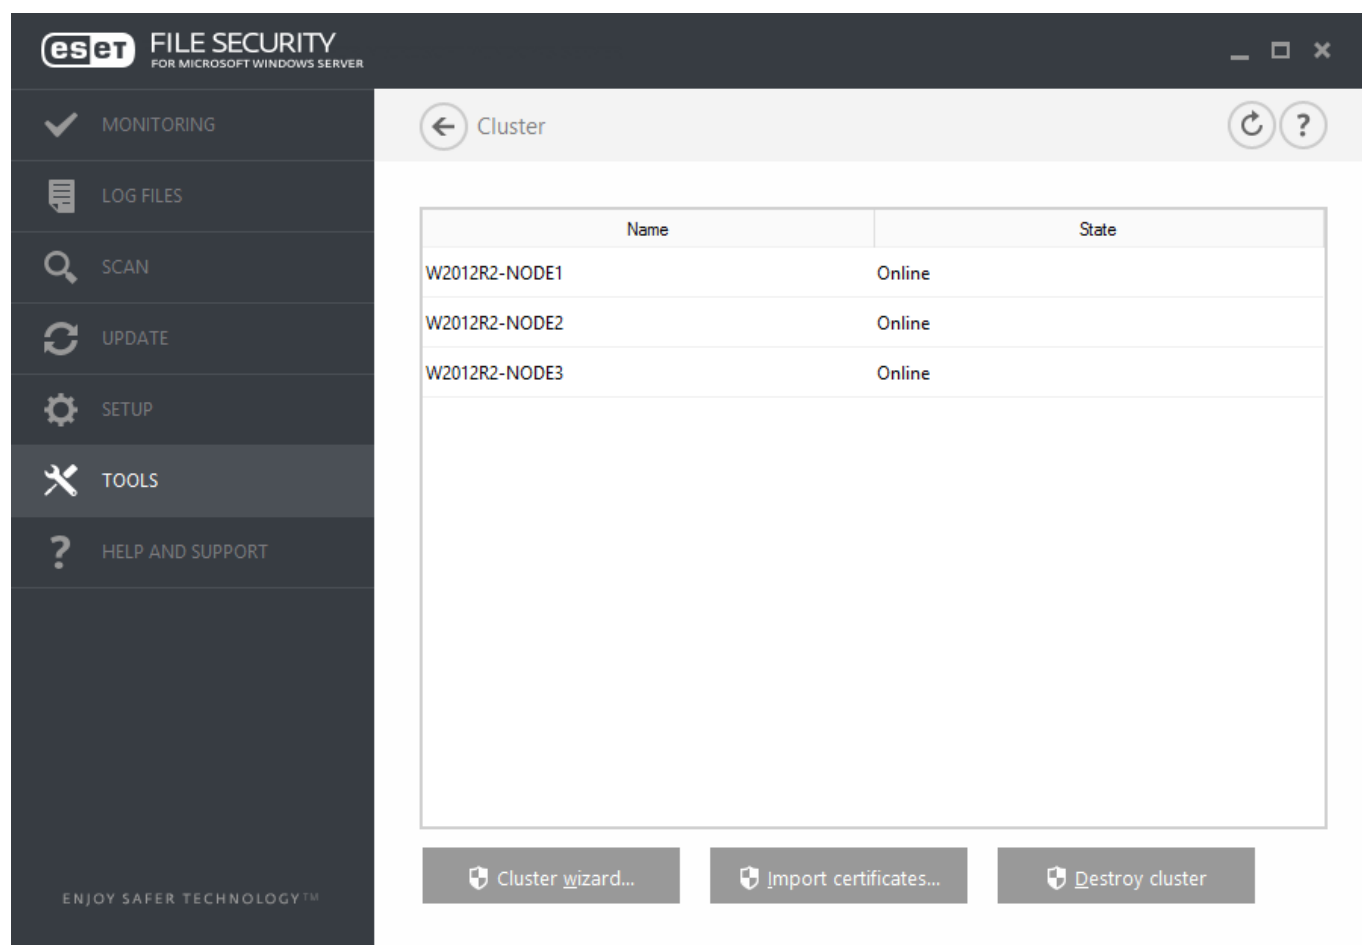 eset FILE SECURITY
FOR MICROSOFT WINDOWS SERVER
MONITORING
LOG FILES
SCAN
UPDATE
SETUP
TOOLS
HELP AND SUPPORT
ENJOY SAFER TECHNOLOGY™
Cluster
?
Name State
W2012R2-NODE1 Online
W2012R2-NODE2 Online
W2012R2-NODE3 Online
Cluster wizard... Import certificates... Destroy cluster